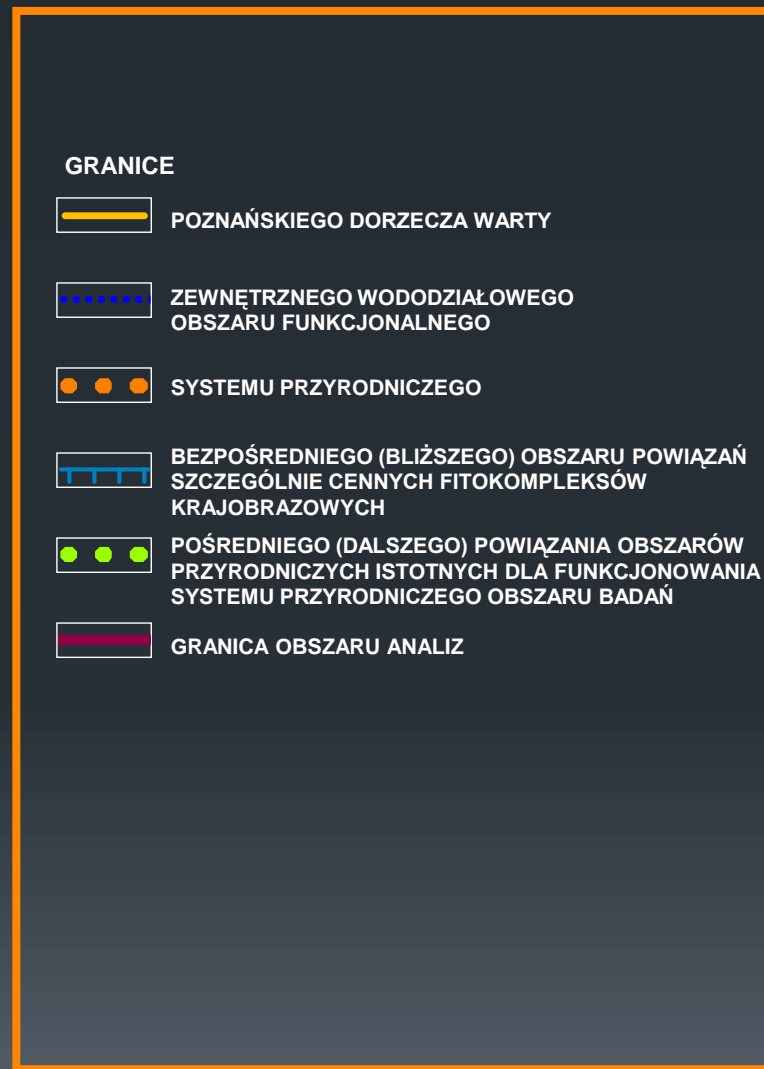 GRANICE
POZNAŃSKIEGO DORZECZA WARTY
ZEWNĘTRZNEGO WODODZIAŁOWEGO
OBSZARU FUNKCJONALNEGO
SYSTEMU PRZYRODNICZEGO
BEZPOŚREDNIEGO (BLIŻSZEGO) OBSZARU POWIĄZAŃ
SZCZEGÓLNIE CENNYCH FITOKOMPLEKSÓW
KRAJOBRAZOWYCH
POŚREDNIEGO (DALSZEGO) POWIĄZANIA OBSZARÓW
PRZYRODNICZYCH ISTOTNYCH DLA FUNKCJONOWANIA
SYSTEMU PRZYRODNICZEGO OBSZARU BADAŃ
GRANICA OBSZARU ANALIZ